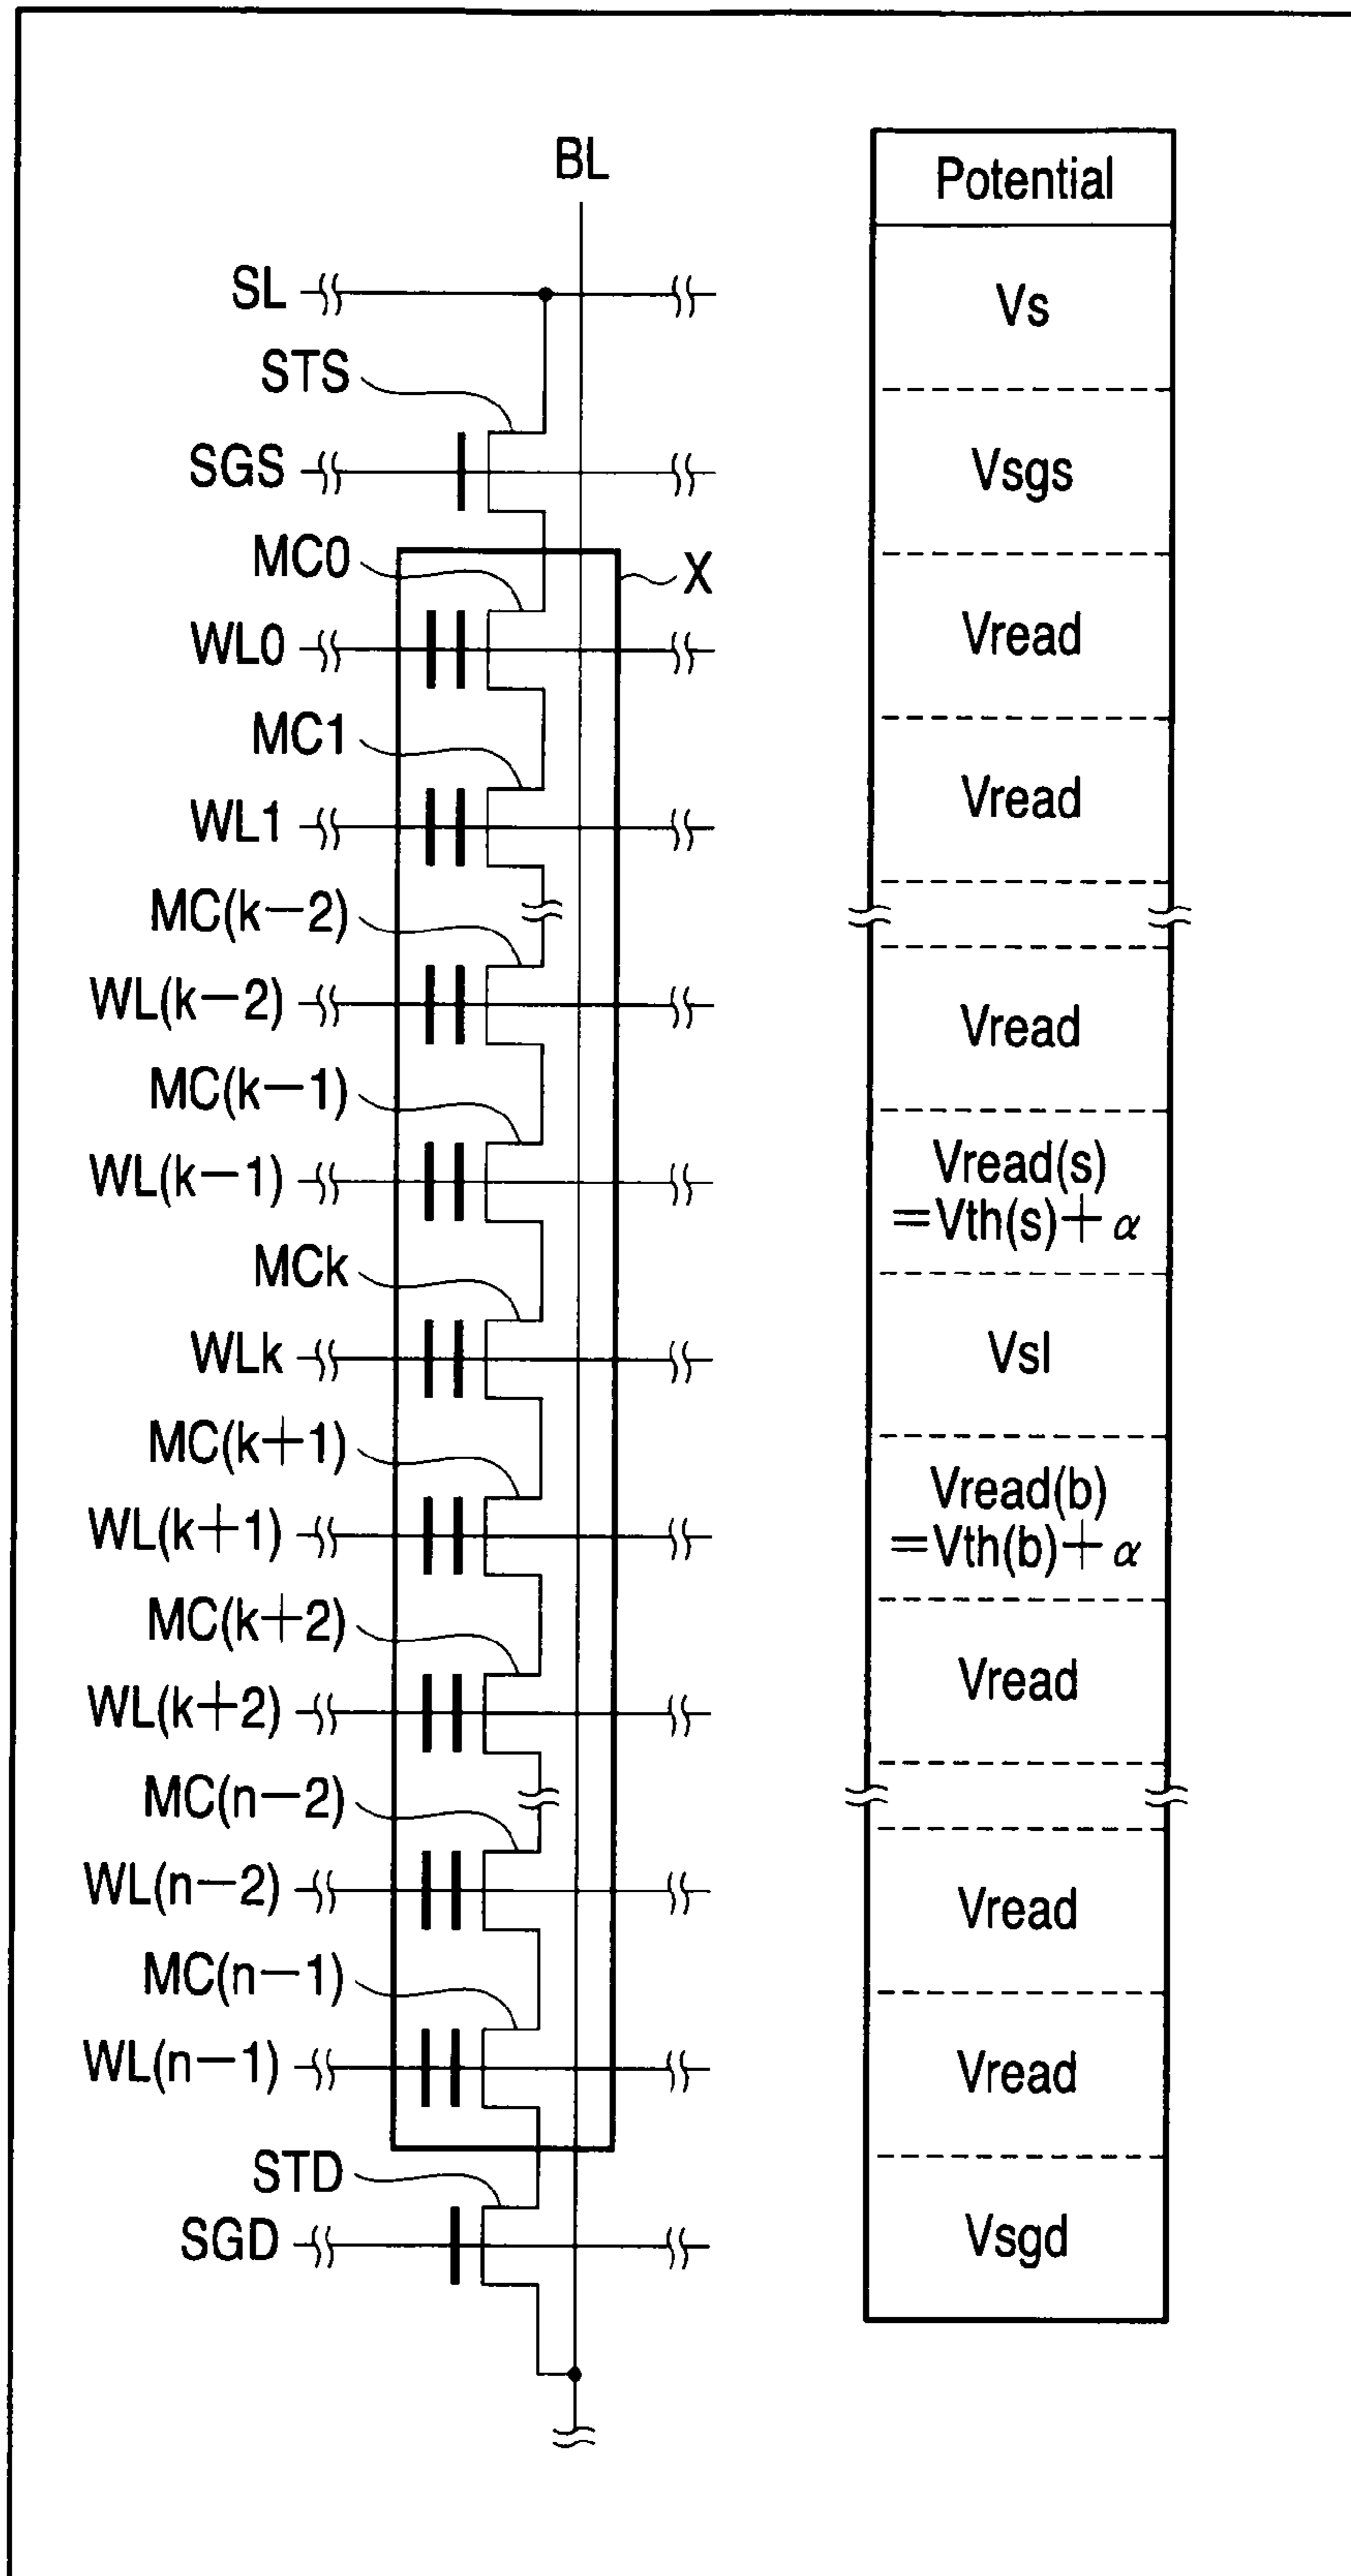 BL
SL
STS
SGS
MC0
X
WL0
MC1
WL1
MC(k−2)
WL(k−2)
MC(k−1)
WL(k−1)
MCk
WLk
MC(k+1)
WL(k+1)
MC(k+2)
WL(k+2)
MC(n−2)
WL(n−2)
MC(n−1)
WL(n−1)
STD
SGD
Potential
Vs
Vsgs
Vread
Vread
Vread
Vread(s)
=Vth(s)+α
Vsl
Vread(b)
=Vth(b)+α
Vread
Vread
Vread
Vsgd